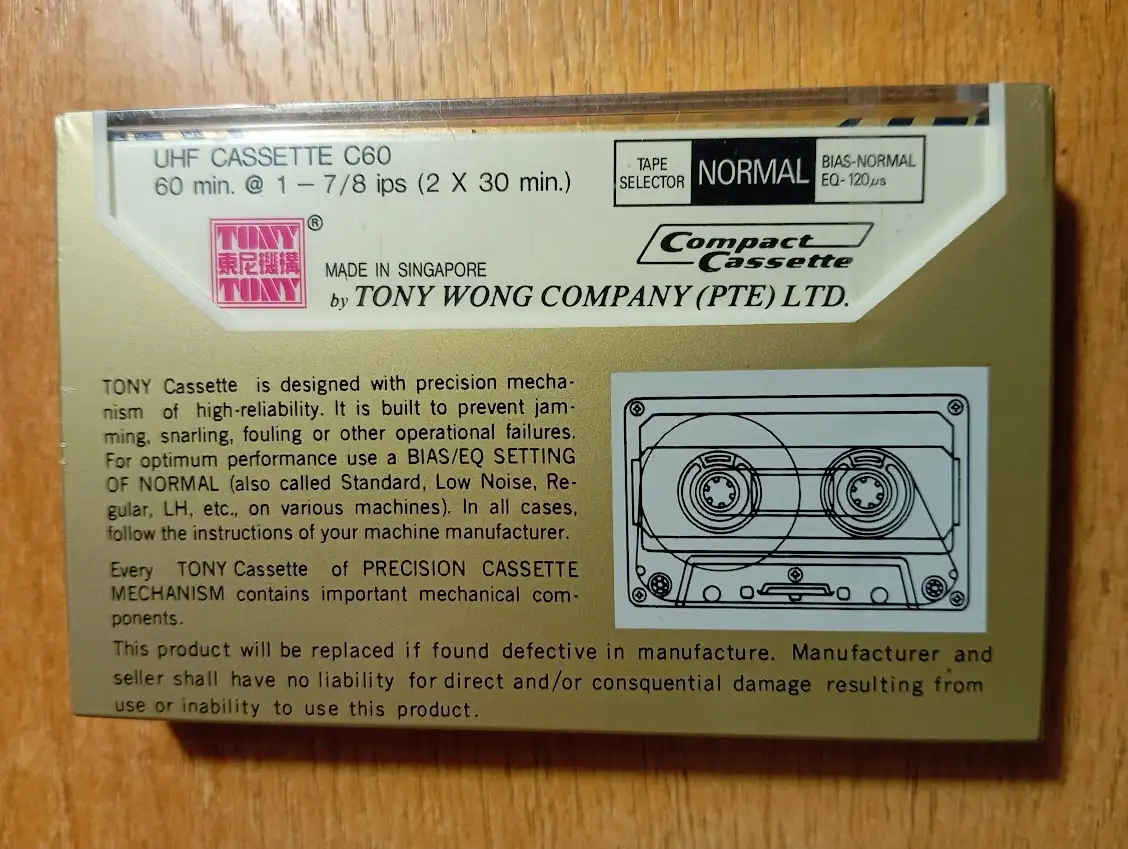 UHF CASSETTE C60
60 min. @ 1 – 7/8 ips (2 X 30 min.)
TAPE
SELECTOR
NORMAL
BIAS-NORMAL
EQ-120μs
TONY
東尼機構
TONY
®
Compact
Cassette
MADE IN SINGAPORE
by TONY WONG COMPANY (PTE) LTD.
TONY Cassette is designed with precision mecha-
nism of high-reliability. It is built to prevent jam-
ming, snarling, fouling or other operational failures.
For optimum performance use a BIAS/EQ SETTING
OF NORMAL (also called Standard, Low Noise, Re-
gular, LH, etc., on various machines). In all cases,
follow the instructions of your machine manufacturer.
Every TONY Cassette of PRECISION CASSETTE
MECHANISM contains important mechanical com-
ponents.
This product will be replaced if found defective in manufacture. Manufacturer and
seller shall have no liability for direct and/or consquential damage resulting from
use or inability to use this product.